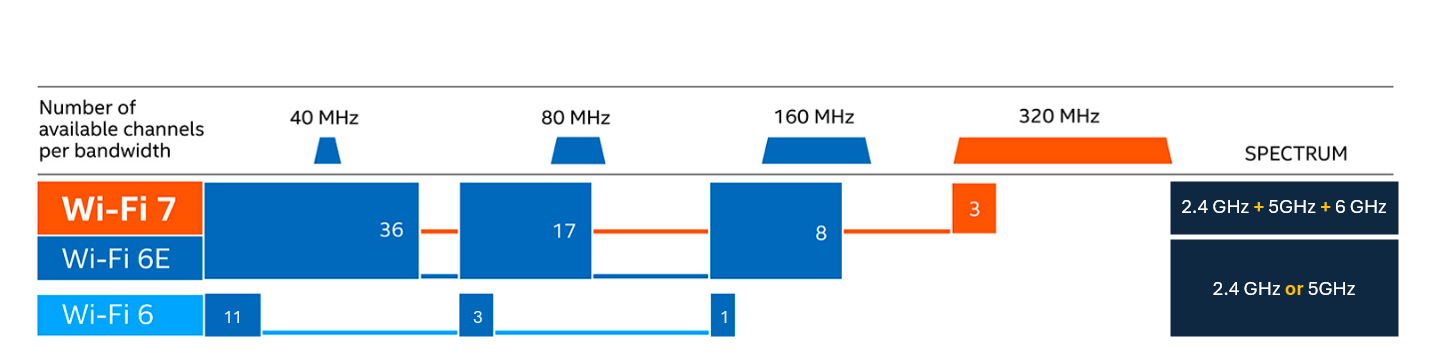 Number of
available channels
per bandwidth
40 MHz
80 MHz
160 MHz
320 MHz
SPECTRUM
Wi-Fi 7
36
17
8
3
2.4 GHz + 5GHz + 6 GHz
Wi-Fi 6E
2.4 GHz or 5GHz
Wi-Fi 6
11
3
1